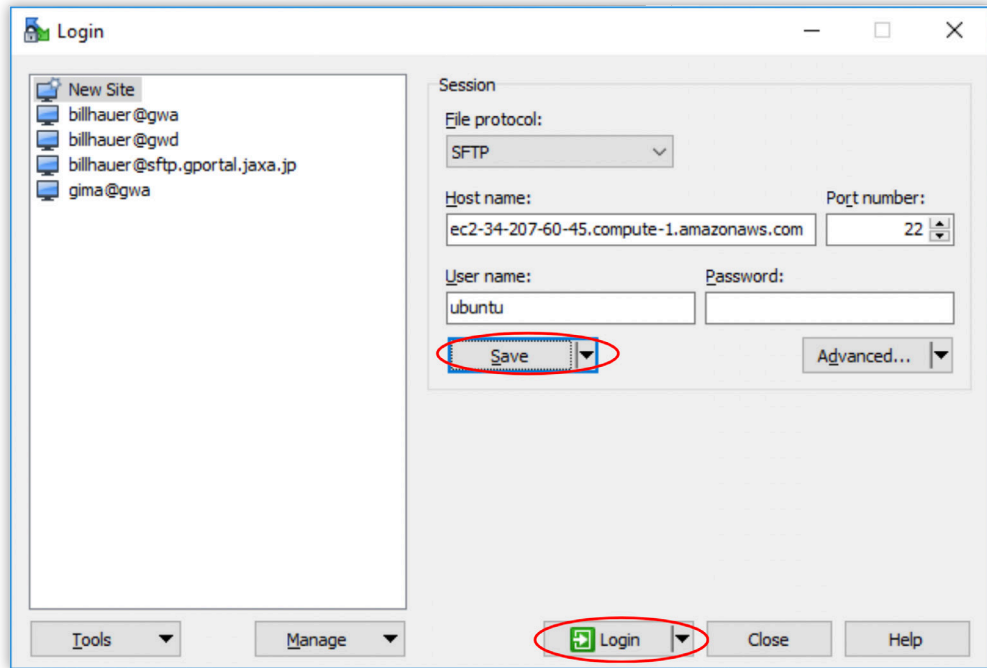 Login
New Site
billhauer@gwa
billhauer@gwd
billhauer@sftp.gportal.jaxa.jp
gima@gwa
Session
File protocol:
SFTP
Host name: Port number:
ec2-34-207-60-45.compute-1.amazonaws.com 22
User name: Password:
ubuntu
Save Advanced...
Tools Manage Login Close Help